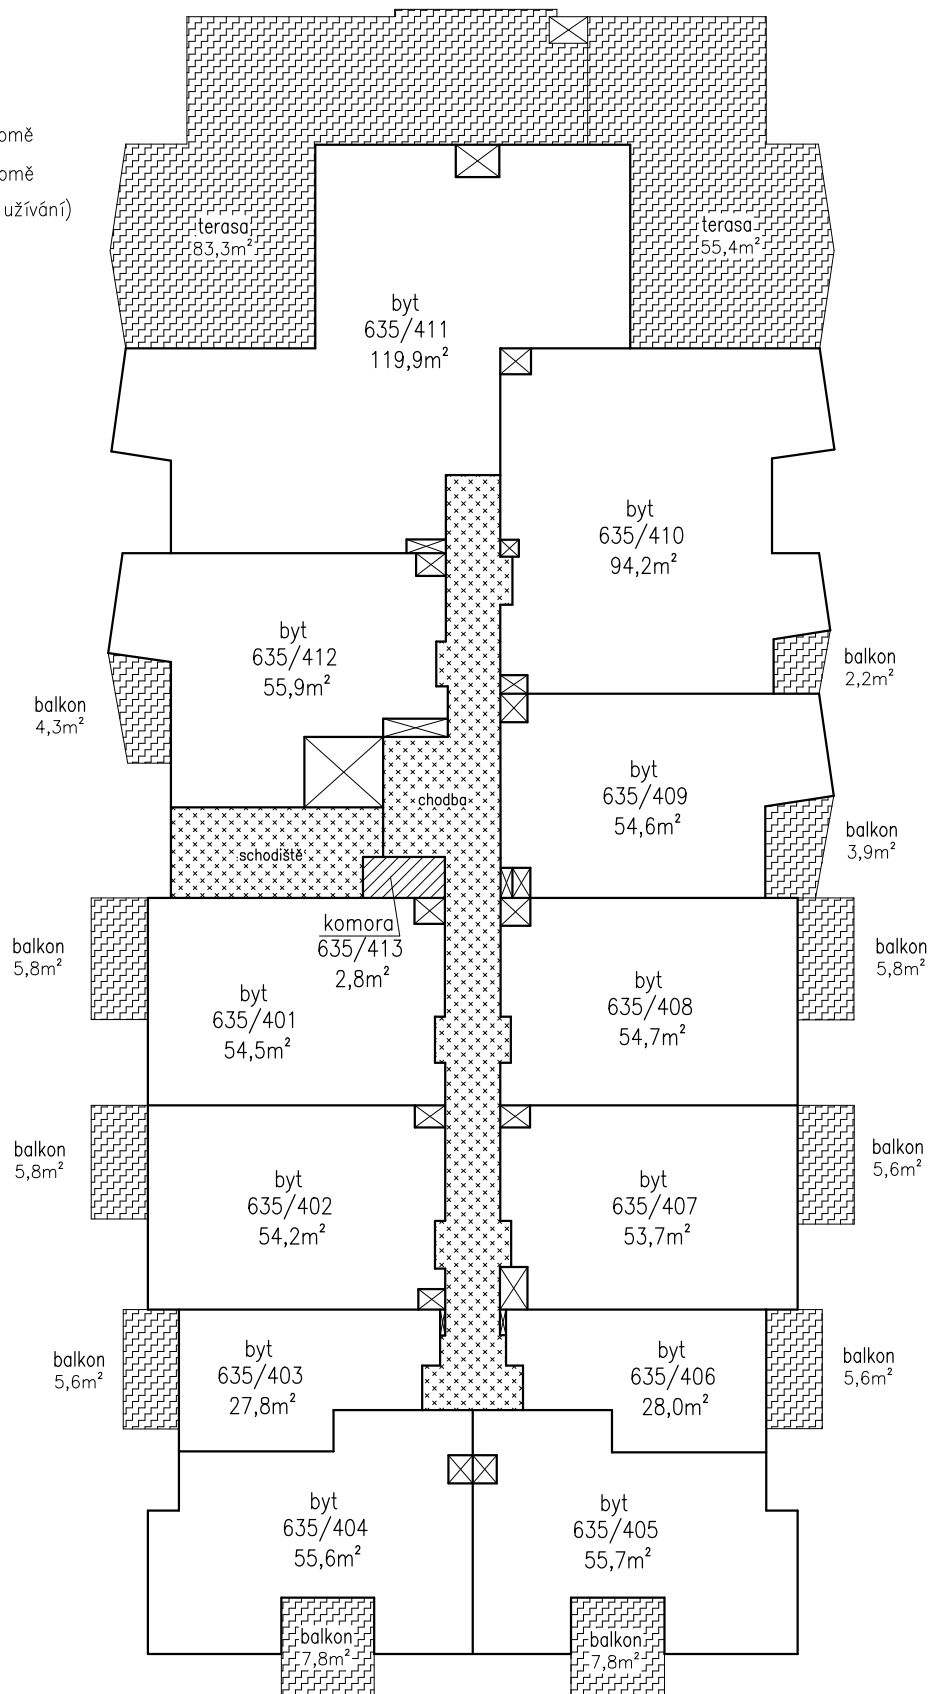 omě
omě
užívání)
terasa
83,3m²
terasa
55,4m²
byt
635/411
119,9m²
byt
635/410
94,2m²
byt
635/412
55,9m²
balkon
2,2m²
balkon
4,3m²
byt
635/409
54,6m²
chodba
balkon
3,9m²
schodiště
komora
635/413
2,8m²
balkon
5,8m²
byt
635/401
54,5m²
byt
635/408
54,7m²
balkon
5,8m²
balkon
5,8m²
byt
635/402
54,2m²
byt
635/407
53,7m²
balkon
5,6m²
balkon
5,6m²
byt
635/403
27,8m²
byt
635/406
28,0m²
balkon
5,6m²
byt
635/404
55,6m²
byt
635/405
55,7m²
balkon
7,8m²
balkon
7,8m²